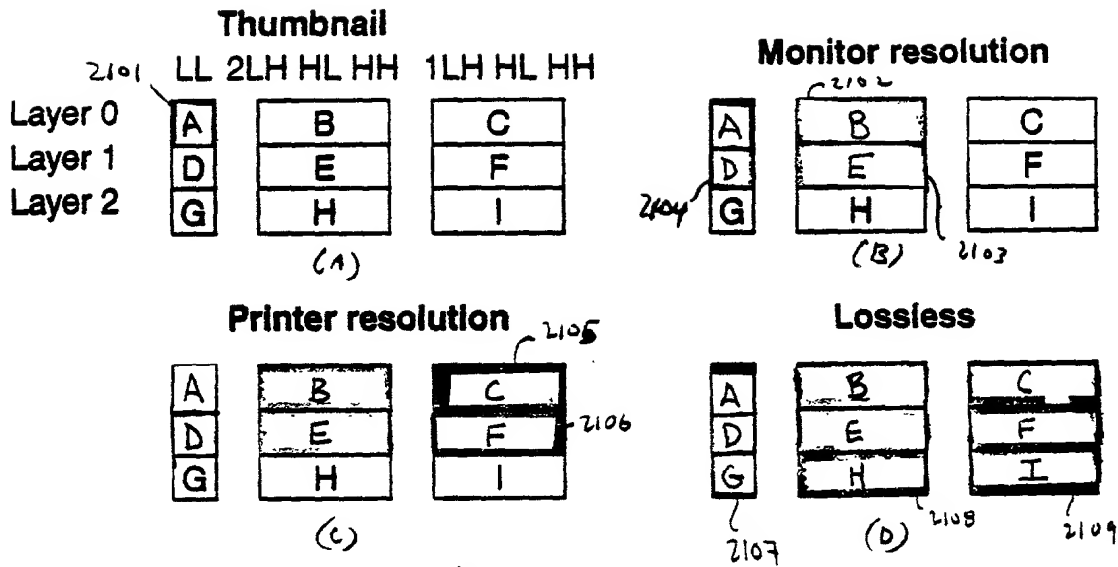 Thumbnail
2101 LL 2LH HL HH 1LH HL HH
Layer 0 A B C
Layer 1 D E F
Layer 2 G H I
(A)
Monitor resolution
2102
A B C
D E F
2104 G H I
(B) 2103
Printer resolution
2105
A B C
D E F 2106
G H I
(C)
Lossless
A B C
D E F
G H I
2107 (D) 2108 2109